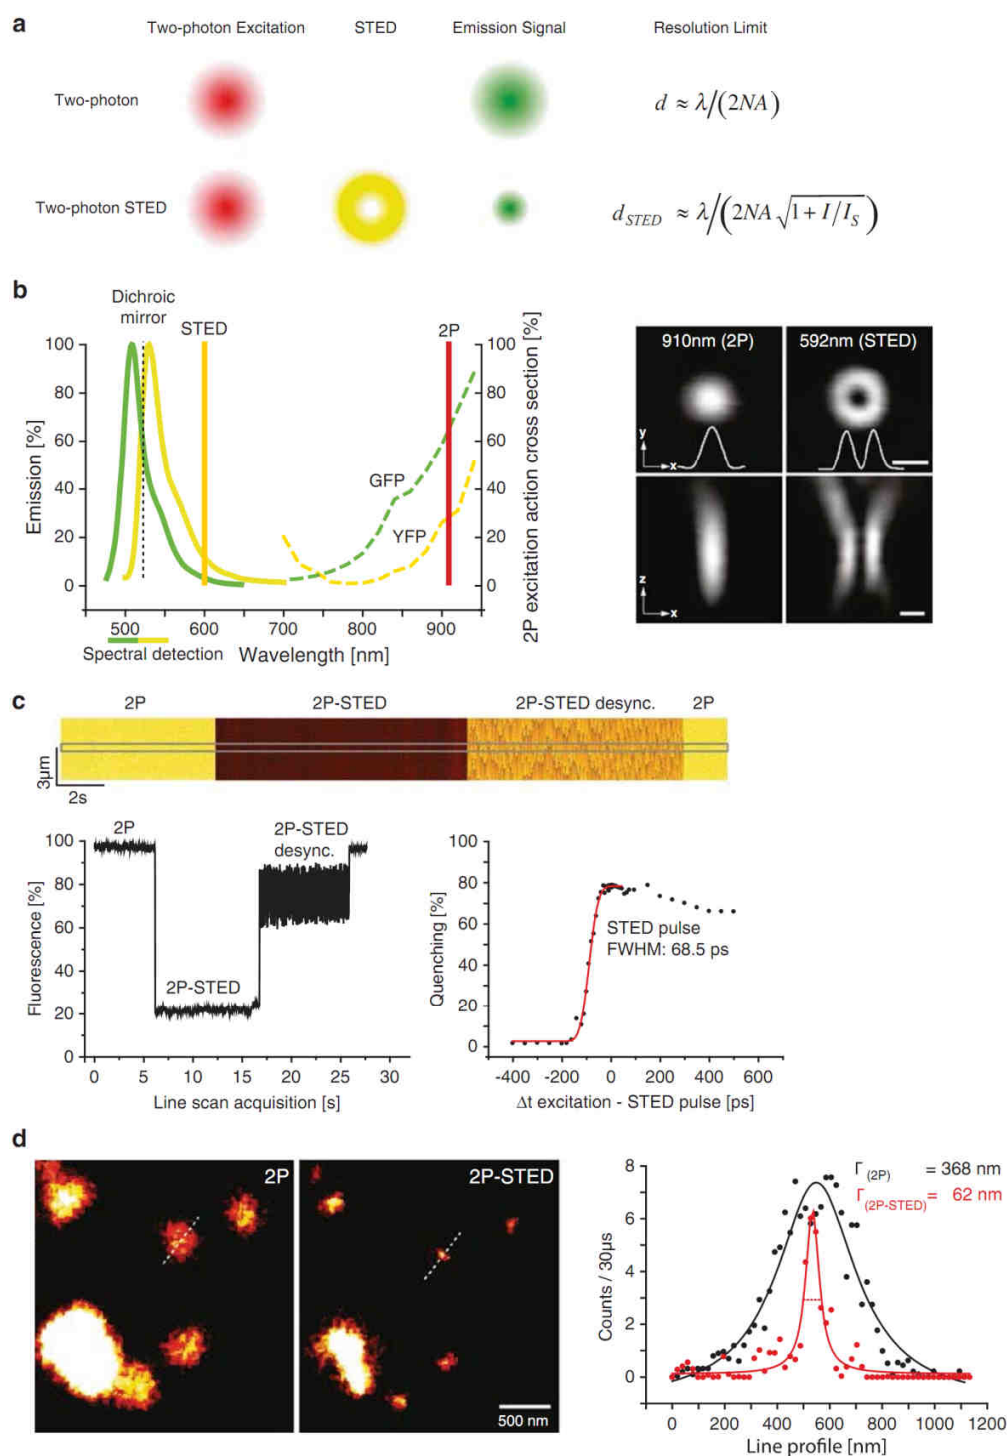 a
Two-photon Excitation STED Emission Signal Resolution Limit
Two-photon d ≈ λ/(2NA)
Two-photon STED d_STED ≈ λ/(2NA √(1 + I/I_S))
b
Dichroic
mirror
STED
2P
100
80
60
40
20
0
Emission [%]
100
80
60
40
20
0
2P excitation action cross section [%]
GFP
YFP
500 600 700 800 900
Spectral detection
Wavelength [nm]
910nm (2P) 592nm (STED)
y
x
z
x
c
2P 2P-STED 2P-STED desync. 2P
3µm
2s
100
80
60
40
20
0
Fluorescence [%]
2P
2P-STED
desync.
2P-STED
0 5 10 15 20 25 30
Line scan acquisition [s]
100
80
60
40
20
0
Quenching [%]
STED pulse
FWHM: 68.5 ps
-400 -200 0 200 400 600
Δt excitation - STED pulse [ps]
d
2P
2P-STED
500 nm
8
6
4
2
0
Counts / 30µs
Γ(2P) = 368 nm
Γ(2P-STED) = 62 nm
0 200 400 600 800 1000 1200
Line profile [nm]